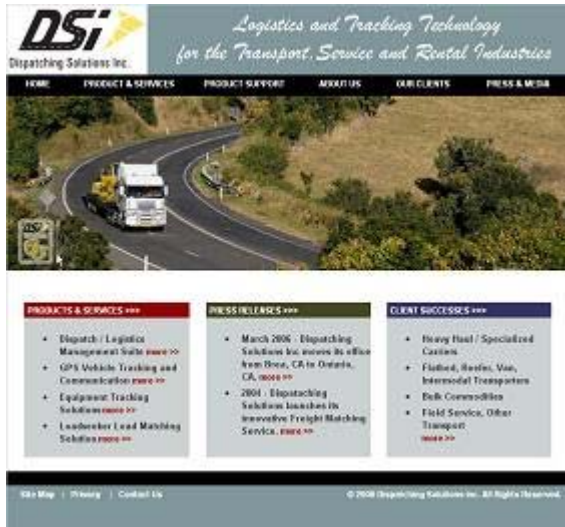 DSi
Dispatching Solutions Inc.
Logistics and Tracking Technology
for the Transport, Service and Rental Industries
HOME PRODUCT & SERVICES PRODUCT SUPPORT ABOUT US OUR CLIENTS PRESS & MEDIA
DSi
PRODUCTS & SERVICES >>>
• Dispatch / Logistics
Management Suite more >>
• GPS Vehicle Tracking and
Communication more >>
• Equipment Tracking
Solutions more >>
• Loadseeker Load Matching
Solution more >>
PRESS RELEASES >>>
• March 2006 - Dispatching
Solutions Inc moves its office
from Brea, CA to Ontario,
CA. more >>
• 2004 - Dispatching
Solutions launches its
innovative Freight Matching
Service. more >>
CLIENT SUCCESSES >>>
• Heavy Haul / Specialized
Carriers
• Flatbed, Reefer, Van,
Intermodal Transporters
• Bulk Commodities
• Field Service, Other
Transport
more >>
Site Map | Privacy | Contact Us
© 2006 Dispatching Solutions Inc. All Rights Reserved.